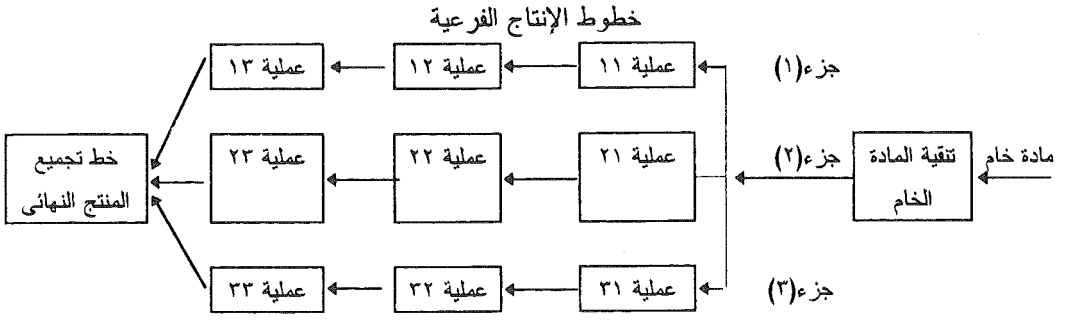 خطوط الإنتاج الفرعية
جزء(١)
عملية ١١
عملية ١٢
عملية ١٣
مادة خام
تنقية المادة
الخام
جزء(٢)
عملية ٢١
عملية ٢٢
عملية ٢٣
خط تجميع
المنتج النهائى
جزء(٣)
عملية ٣١
عملية ٣٢
عملية ٣٣